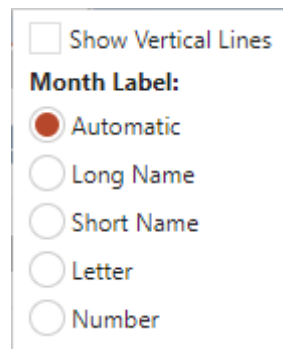 Show Vertical Lines
Month Label:
Automatic
Long Name
Short Name
Letter
Number